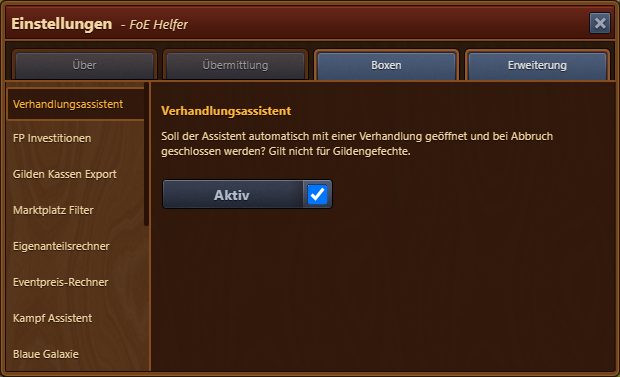 Einstellungen - FoE Helfer
Über
Übermittlung
Boxen
Erweiterung
Verhandlungsassistent
FP Investitionen
Gilden Kassen Export
Marktplatz Filter
Eigenanteilsrechner
Eventpreis-Rechner
Kampf Assistent
Blaue Galaxie
Verhandlungsassistent
Soll der Assistent automatisch mit einer Verhandlung geöffnet und bei Abbruch
geschlossen werden? Gilt nicht für Gildengefechte.
Aktiv